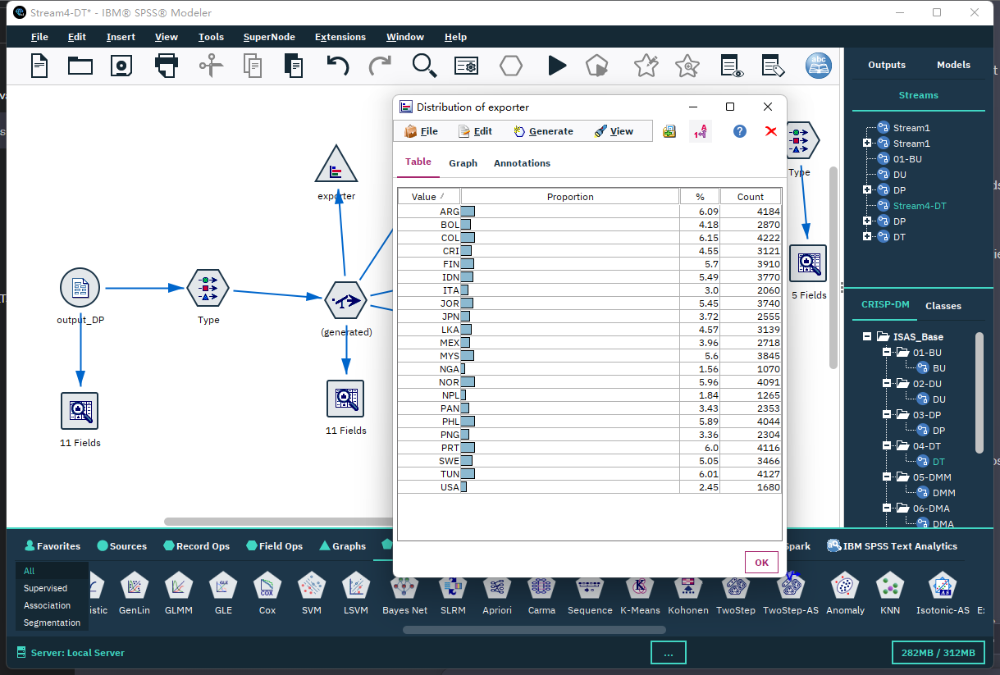 Stream4-DT* - IBM® SPSS® Modeler
File Edit Insert View Tools SuperNode Extensions Window Help
abc
Outputs Models
Streams
Stream1
Stream1
01-BU
DU
DP
Stream4-DT
DP
DT
CRISP-DM Classes
ISAS_Base
01-BU
BU
02-DU
DU
03-DP
DP
04-DT
DT
05-DMM
DMM
06-DMA
DMA
exporter
output_DP
Type
(generated)
11 Fields
11 Fields
Type
5 Fields
Distribution of exporter
File Edit Generate View
Table Graph Annotations
Value Proportion % Count
ARG 6.09 4184
BOL 4.18 2870
COL 6.15 4222
CRI 4.55 3121
FIN 5.7 3910
IDN 5.49 3770
ITA 3.0 2060
JOR 5.45 3740
JPN 3.72 2555
LKA 4.57 3139
MEX 3.96 2718
MYS 5.6 3845
NGA 1.56 1070
NOR 5.96 4091
NPL 1.84 1265
PAN 3.43 2353
PHL 5.89 4044
PNG 3.36 2304
PRT 6.0 4116
SWE 5.05 3466
TUN 6.01 4127
USA 2.45 1680
OK
Favorites Sources Record Ops Field Ops Graphs Spark IBM SPSS Text Analytics
All
Supervised
Association
Segmentation
istic GenLin GLMM GLE Cox SVM LSVM Bayes Net SLRM Apriori Carma Sequence K-Means Kohonen TwoStep TwoStep-AS Anomaly KNN Isotonic-AS
Server: Local Server ... 282MB / 312MB